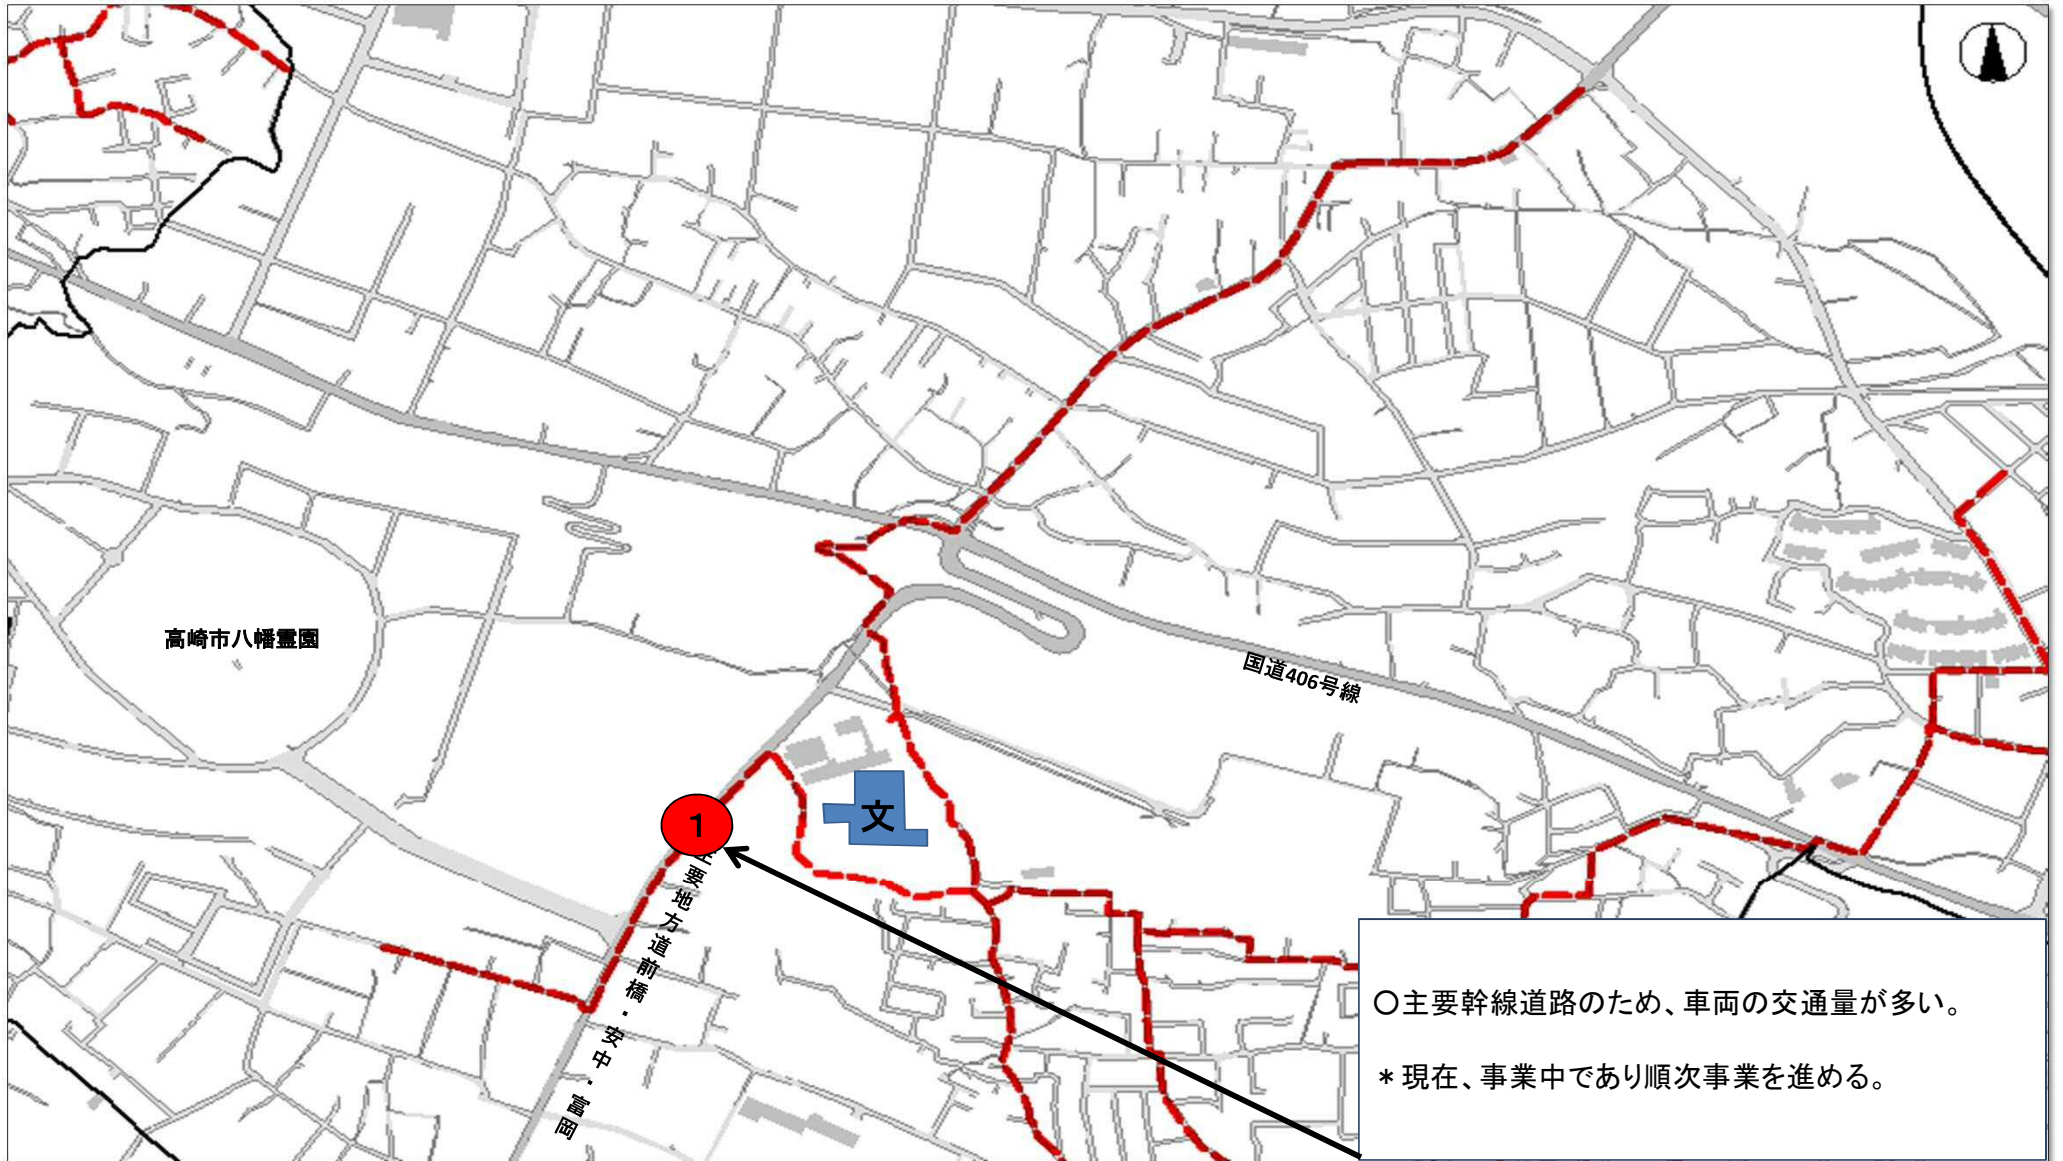 高崎市八幡霊園
国道406号線
文
1
主要地方道前橋・安中・富岡
〇主要幹線道路のため、車両の交通量が多い。
＊現在、事業中であり順次事業を進める。